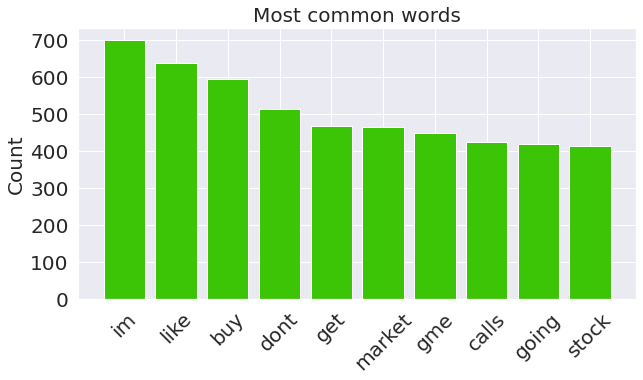 Most common words
Count
700
600
500
400
300
200
100
0
im
like
buy
dont
get
market
gme
calls
going
stock